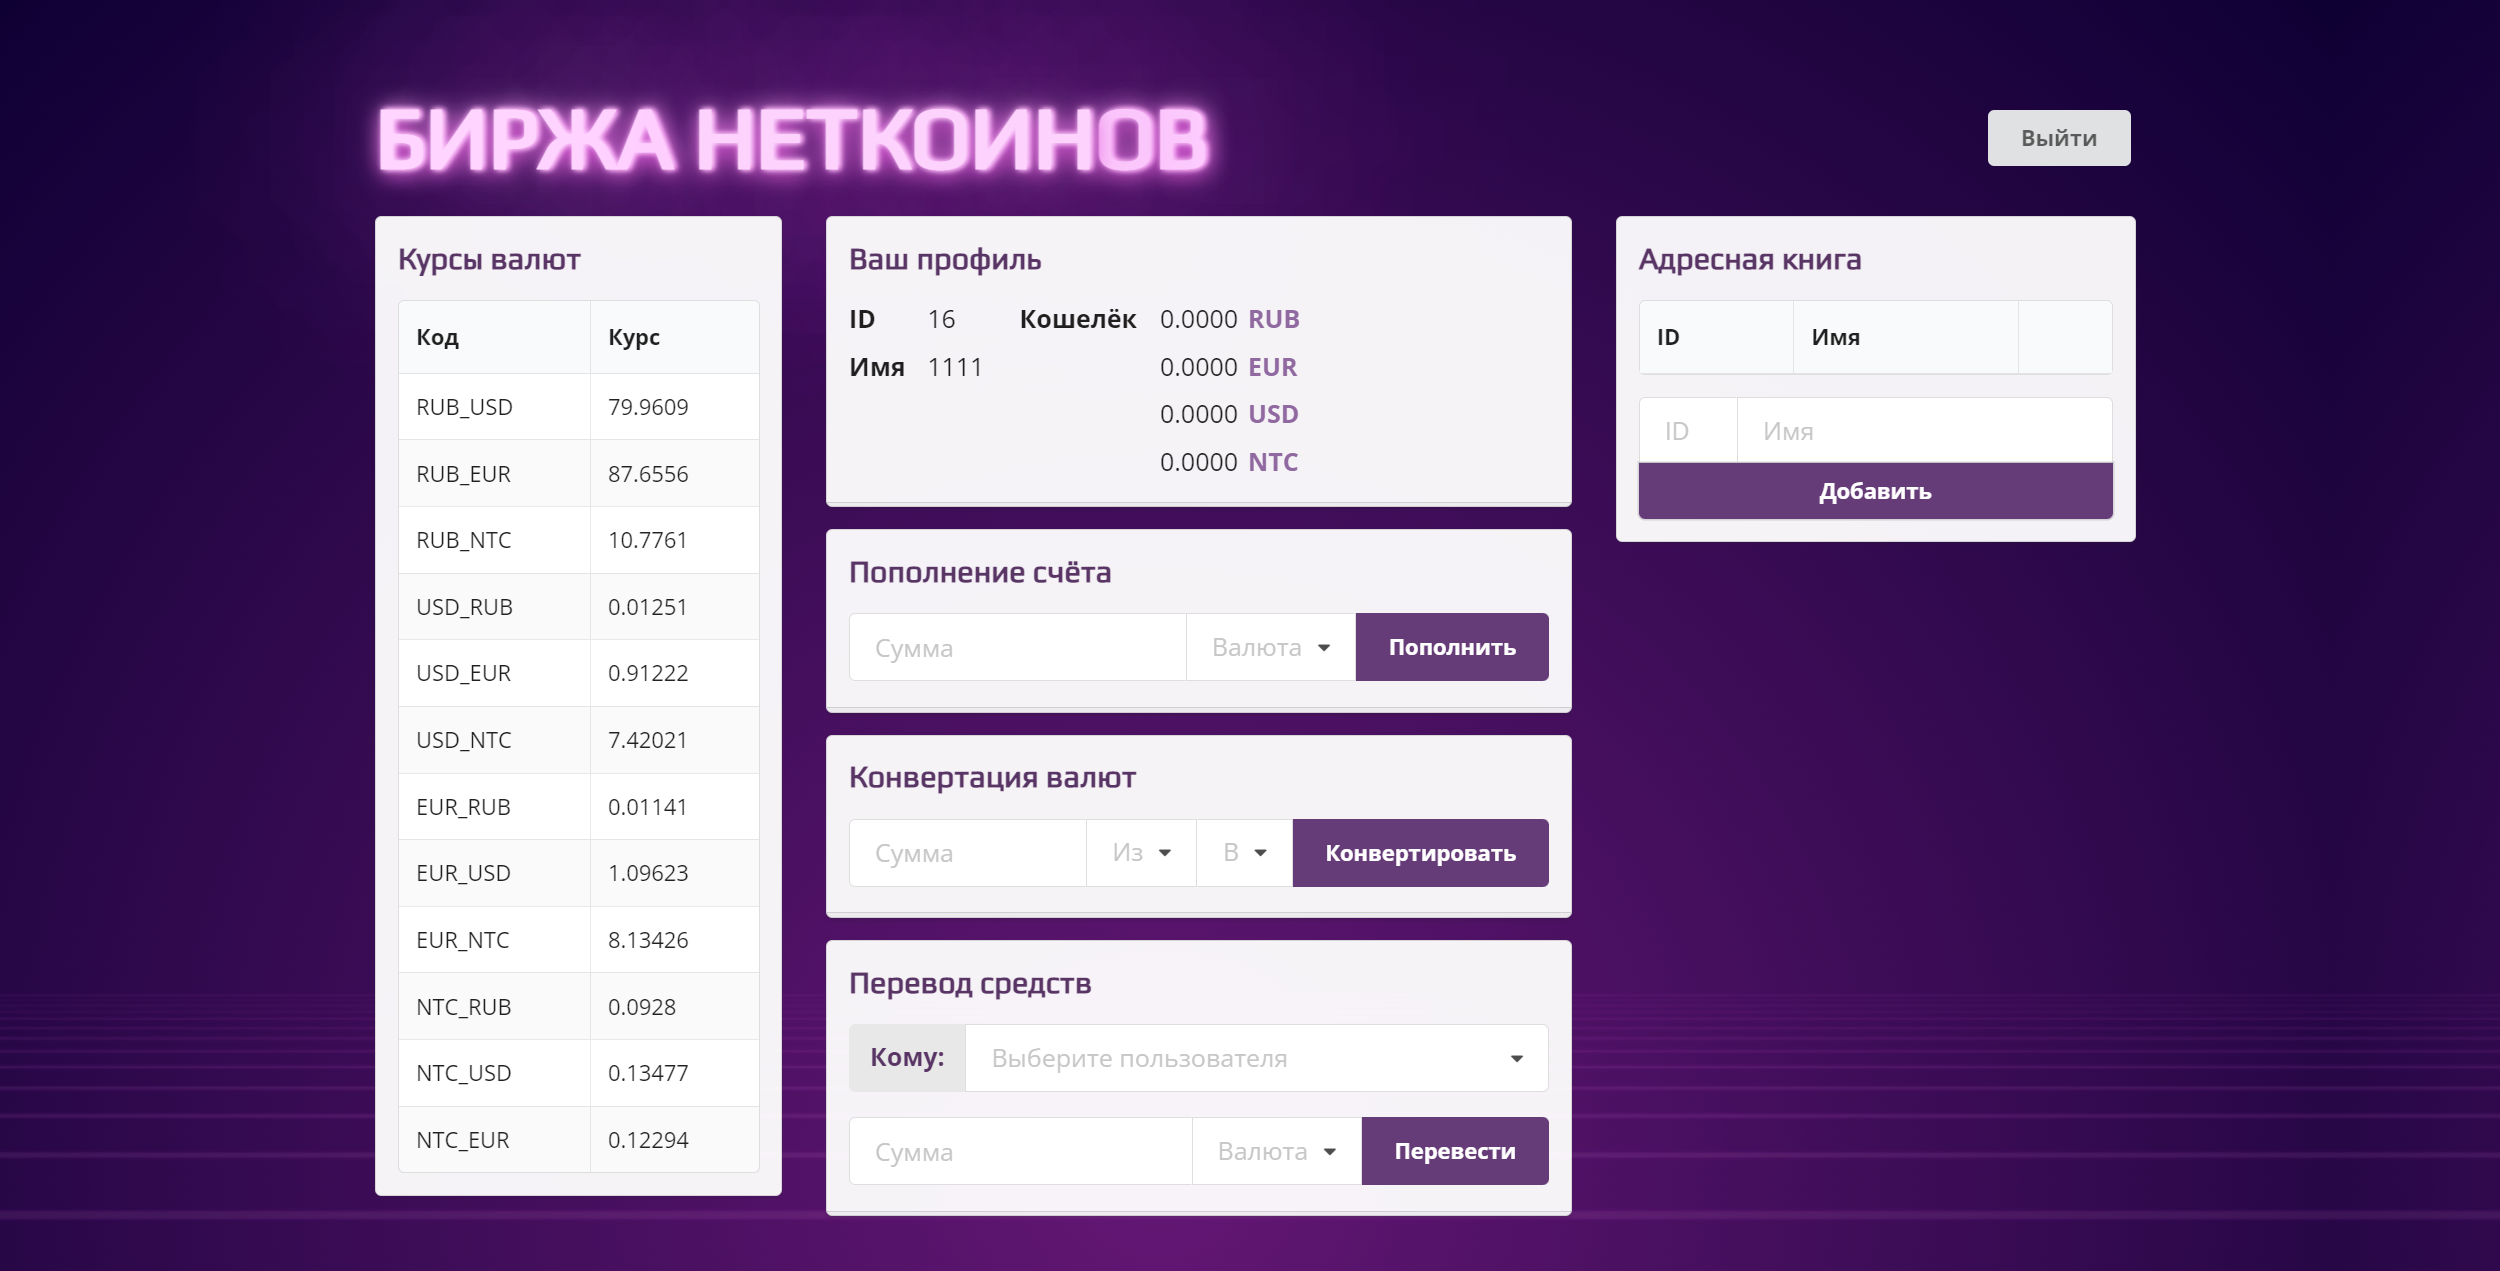 БИРЖА НЕТКОИНОВ
Выйти
Курсы валют
Код Курс
RUB_USD 79.9609
RUB_EUR 87.6556
RUB_NTC 10.7761
USD_RUB 0.01251
USD_EUR 0.91222
USD_NTC 7.42021
EUR_RUB 0.01141
EUR_USD 1.09623
EUR_NTC 8.13426
NTC_RUB 0.0928
NTC_USD 0.13477
NTC_EUR 0.12294
Ваш профиль
ID 16 Кошелёк 0.0000 RUB
Имя 1111 0.0000 EUR
0.0000 USD
0.0000 NTC
Пополнение счёта
Сумма Валюта Пополнить
Конвертация валют
Сумма Из В Конвертировать
Перевод средств
Кому: Выберите пользователя
Сумма Валюта Перевести
Адресная книга
ID Имя
ID Имя
Добавить